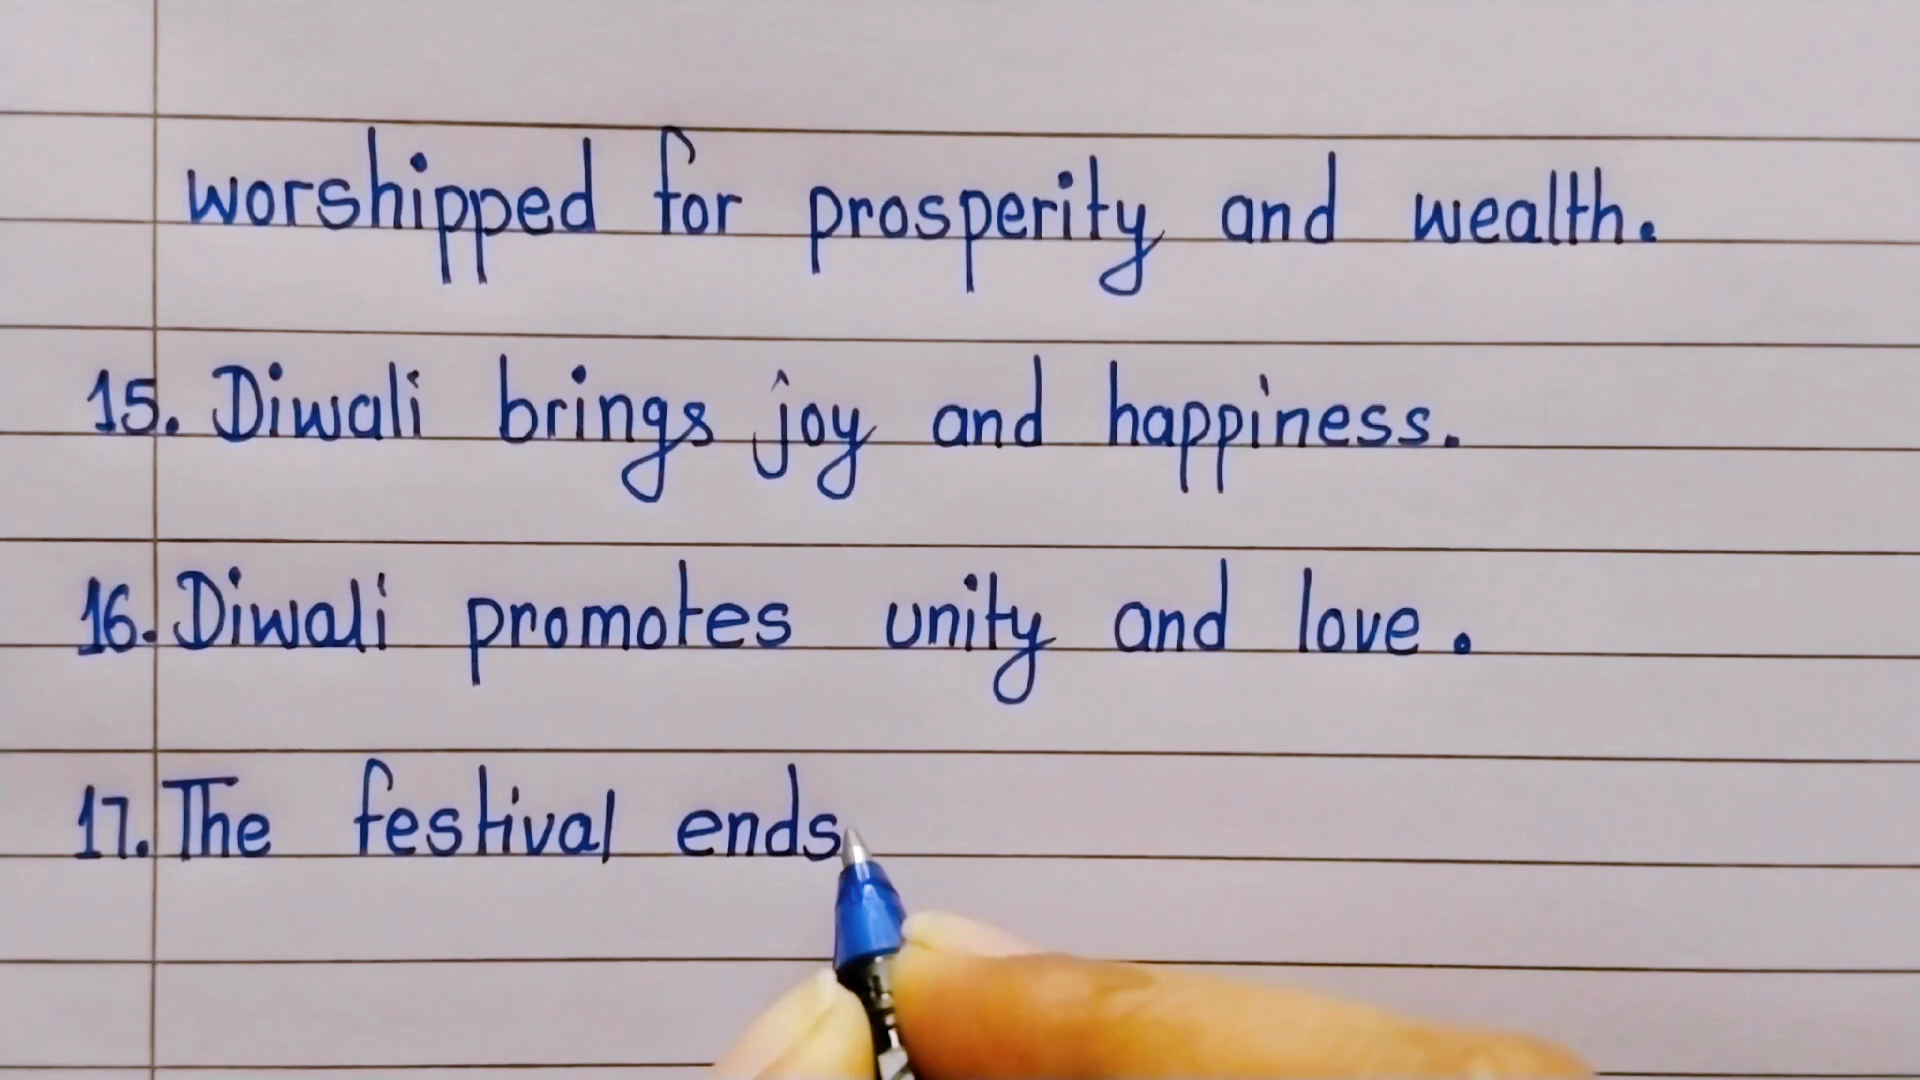 worshipped for prosperity and wealth.
15. Diwali brings joy and happiness.
16. Diwali promotes unity and love.
17. The festival ends